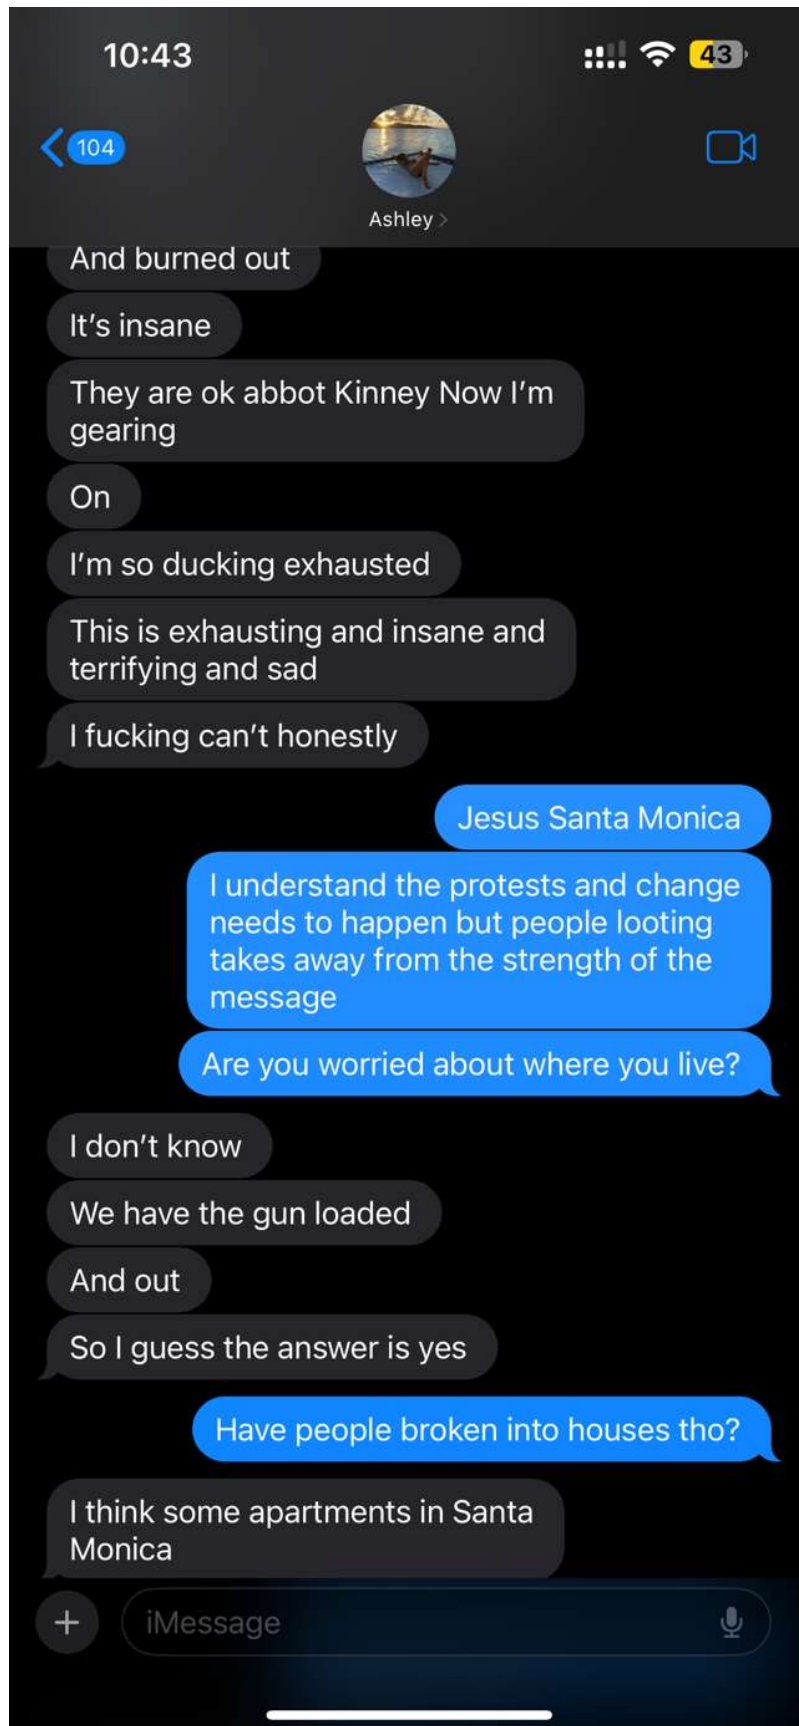 10:43
43
104
Ashley
And burned out
It's insane
They are ok abbot Kinney Now I'm
gearing
On
I'm so ducking exhausted
This is exhausting and insane and
terrifying and sad
I fucking can't honestly
Jesus Santa Monica
I understand the protests and change
needs to happen but people looting
takes away from the strength of the
message
Are you worried about where you live?
I don't know
We have the gun loaded
And out
So I guess the answer is yes
Have people broken into houses tho?
I think some apartments in Santa
Monica
iMessage